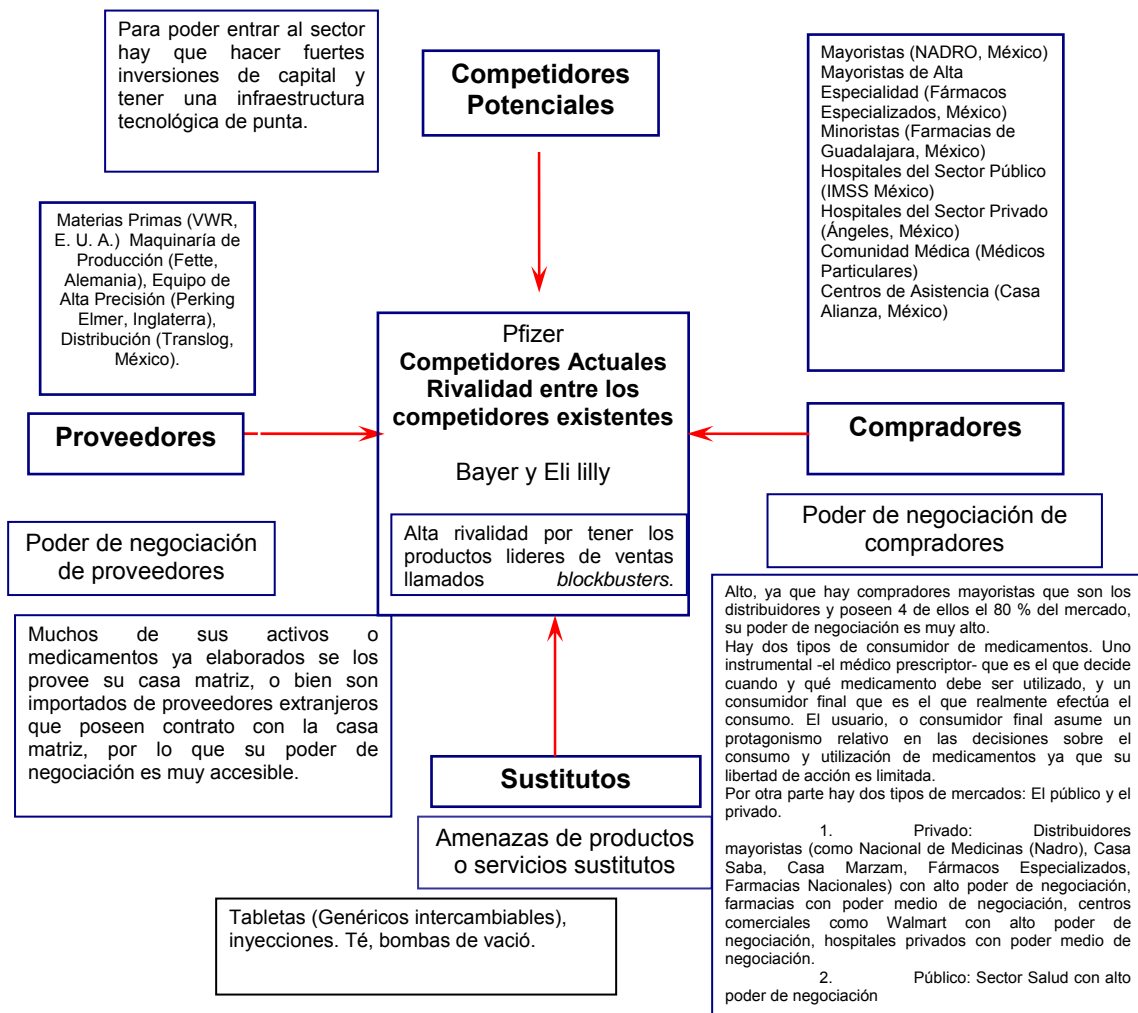 Para poder entrar al sector
hay que hacer fuertes
inversiones de capital y
tener una infraestructura
tecnológica de punta.
Competidores
Potenciales
Mayoristas (NADRO, México)
Mayoristas de Alta
Especialidad (Fármacos
Especializados, México)
Minoristas (Farmacias de
Guadalajara, México)
Hospitales del Sector Público
(IMSS México)
Hospitales del Sector Privado
(Ángeles, México)
Comunidad Médica (Médicos
Particulares)
Centros de Asistencia (Casa
Alianza, México)
Materias Primas (VWR,
E. U. A.) Maquinaría de
Producción (Fette,
Alemania), Equipo de
Alta Precisión (Perking
Elmer, Inglaterra),
Distribución (Translog,
México).
Pfizer
Competidores Actuales
Rivalidad entre los
competidores existentes
Bayer y Eli lilly
Alta rivalidad por tener los
productos lideres de ventas
llamados blockbusters.
Proveedores
Compradores
Poder de negociación
de proveedores
Poder de negociación de
compradores
Muchos de sus activos o
medicamentos ya elaborados se los
provee su casa matriz, o bien son
importados de proveedores extranjeros
que poseen contrato con la casa
matriz, por lo que su poder de
negociación es muy accesible.
Alto, ya que hay compradores mayoristas que son los
distribuidores y poseen 4 de ellos el 80 % del mercado,
su poder de negociación es muy alto.
Hay dos tipos de consumidor de medicamentos. Uno
instrumental -el médico prescriptor- que es el que decide
cuando y qué medicamento debe ser utilizado, y un
consumidor final que es el que realmente efectúa el
consumo. El usuario, o consumidor final asume un
protagonismo relativo en las decisiones sobre el
consumo y utilización de medicamentos ya que su
libertad de acción es limitada.
Por otra parte hay dos tipos de mercados: El público y el
privado.
1. Privado: Distribuidores
mayoristas (como Nacional de Medicinas (Nadro), Casa
Saba, Casa Marzam, Fármacos Especializados,
Farmacias Nacionales) con alto poder de negociación,
farmacias con poder medio de negociación, centros
comerciales como Walmart con alto poder de
negociación, hospitales privados con poder medio de
negociación.
2. Público: Sector Salud con alto
poder de negociación
Sustitutos
Amenazas de productos
o servicios sustitutos
Tabletas (Genéricos intercambiables),
inyecciones. Té, bombas de vació.